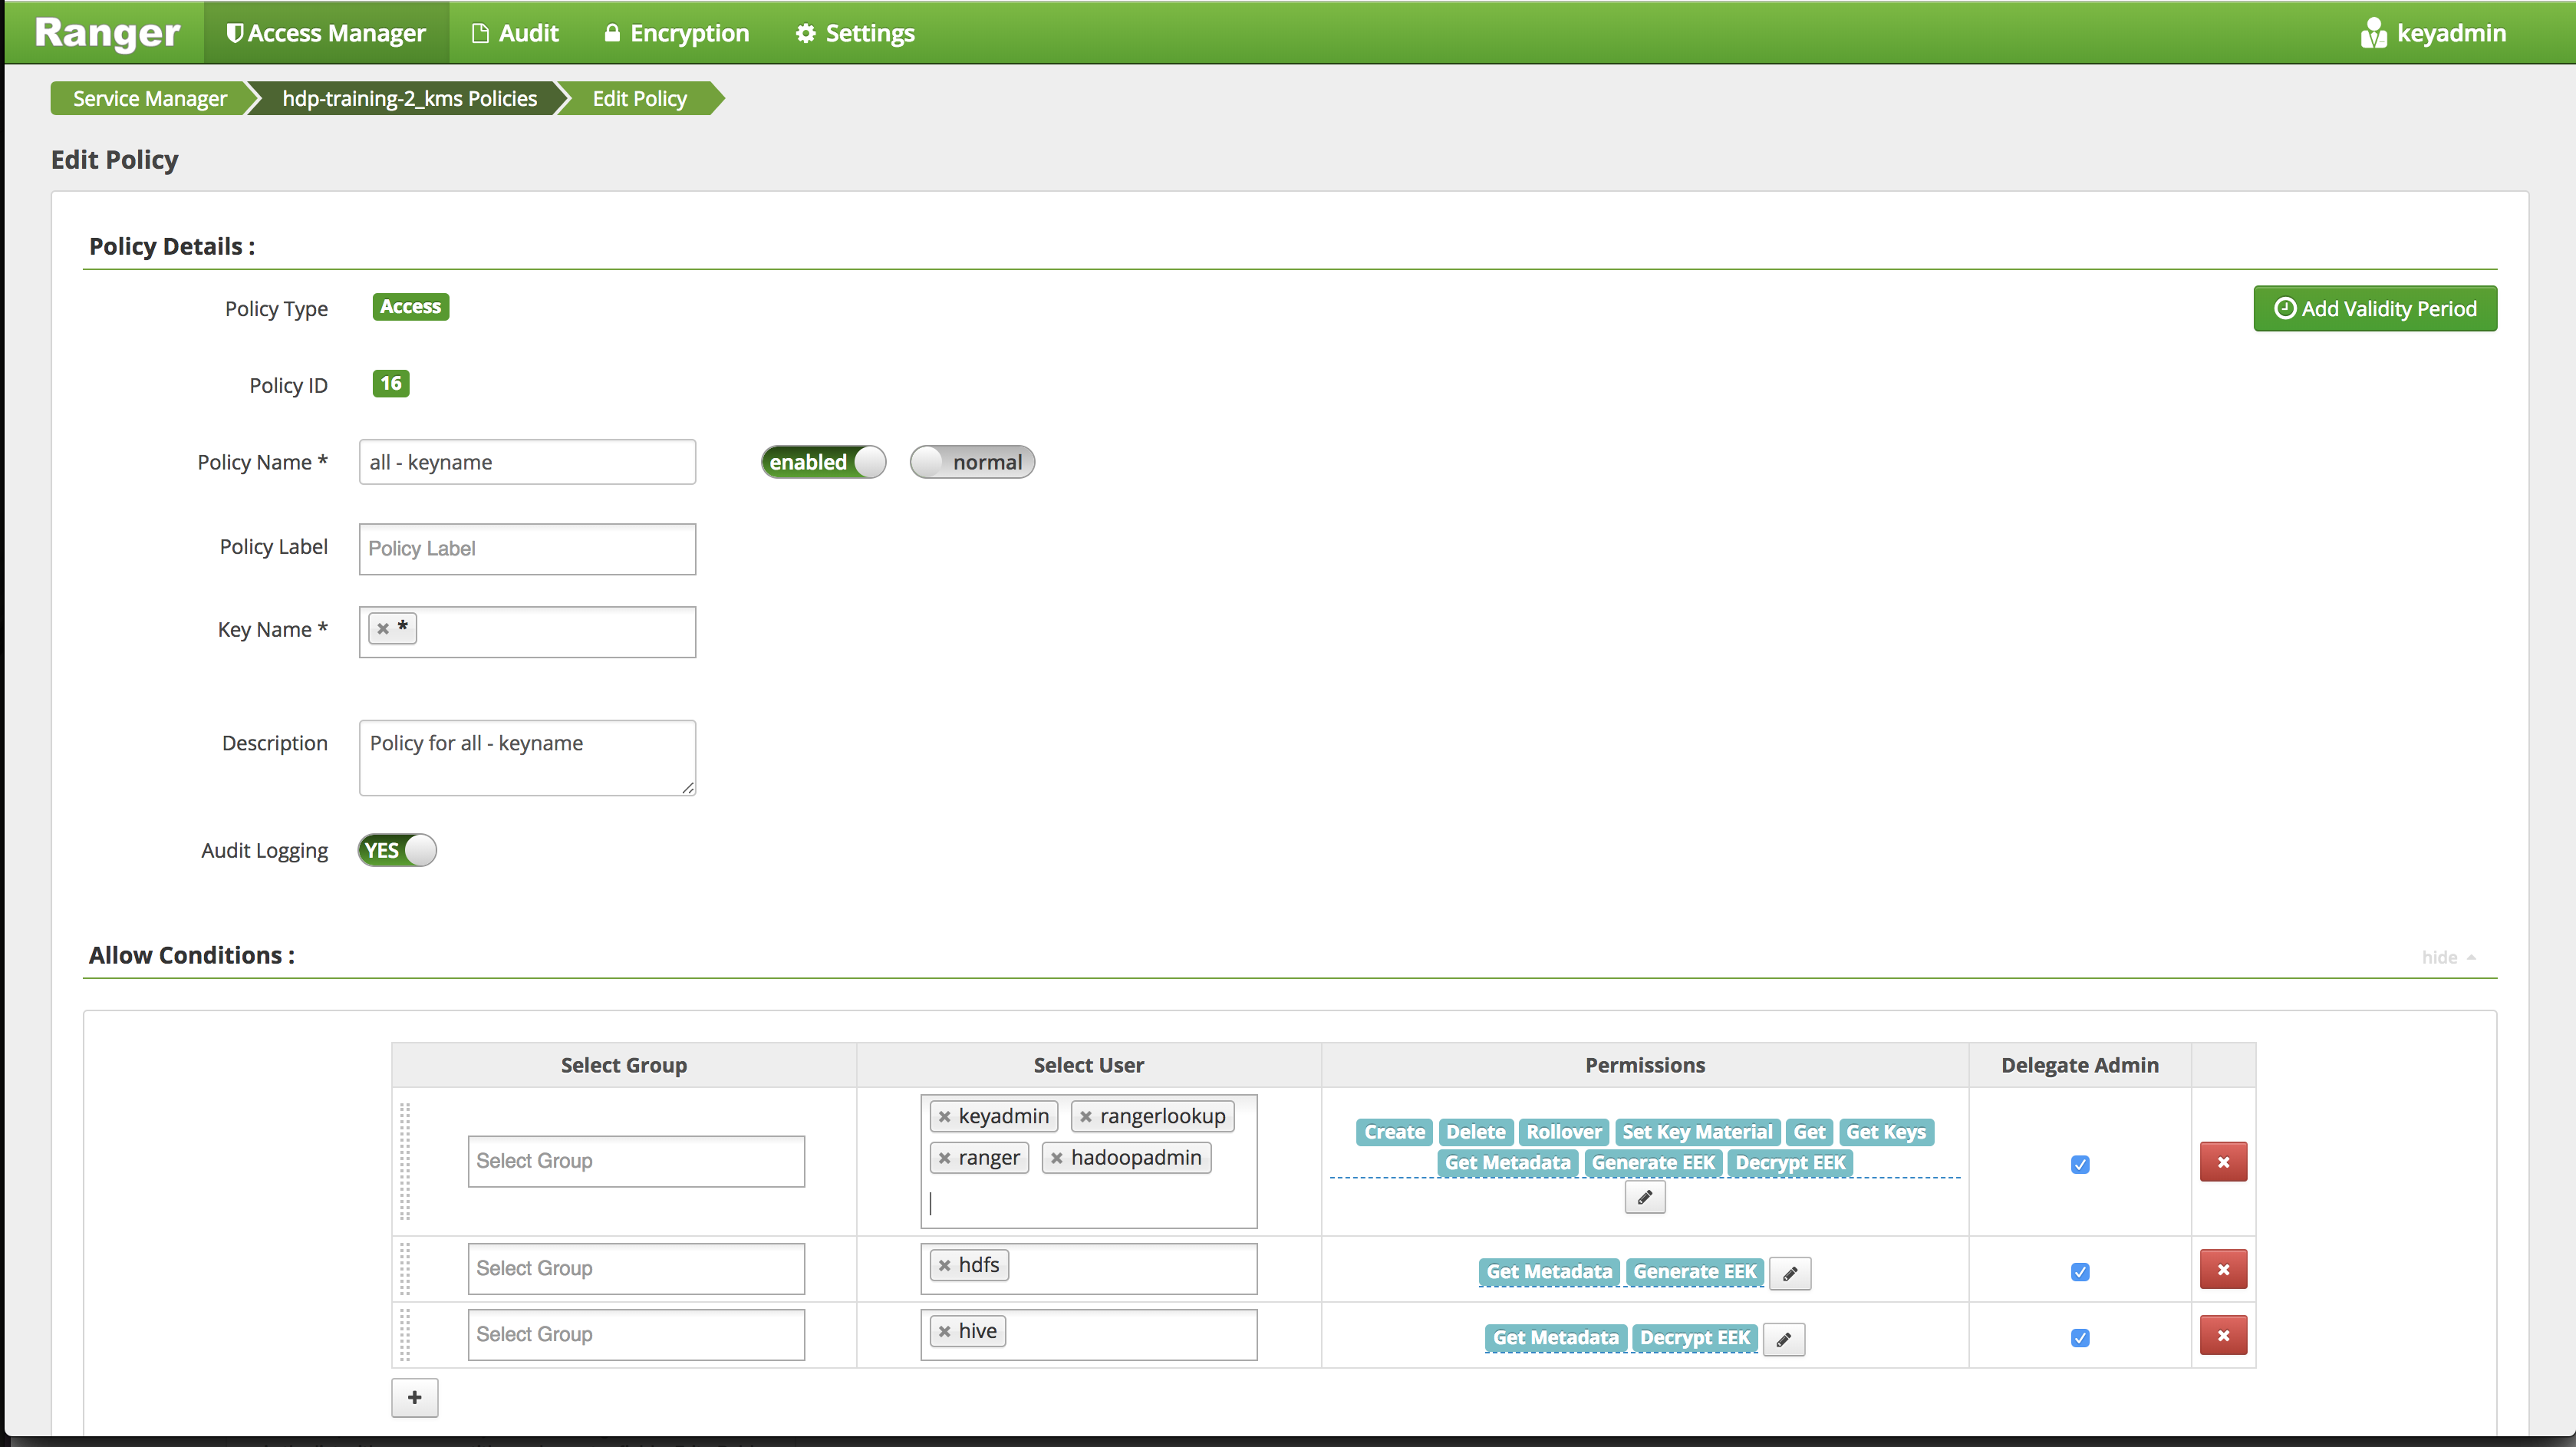 Ranger Access Manager Audit Encryption Settings keyadmin
Service Manager hdp-training-2_kms Policies Edit Policy
Edit Policy
Policy Details :
Policy Type Access Add Validity Period
Policy ID 16
Policy Name * all - keyname enabled normal
Policy Label Policy Label
Key Name * × *
Description Policy for all - keyname
Audit Logging YES
Allow Conditions : hide
Select Group Select User Permissions Delegate Admin
× keyadmin × rangerlookup
Create Delete Rollover Set Key Material Get Get Keys
Select Group × ranger × hadoopadmin Get Metadata Generate EEK Decrypt EEK
Select Group × hdfs Get Metadata Generate EEK
Select Group × hive Get Metadata Decrypt EEK
+